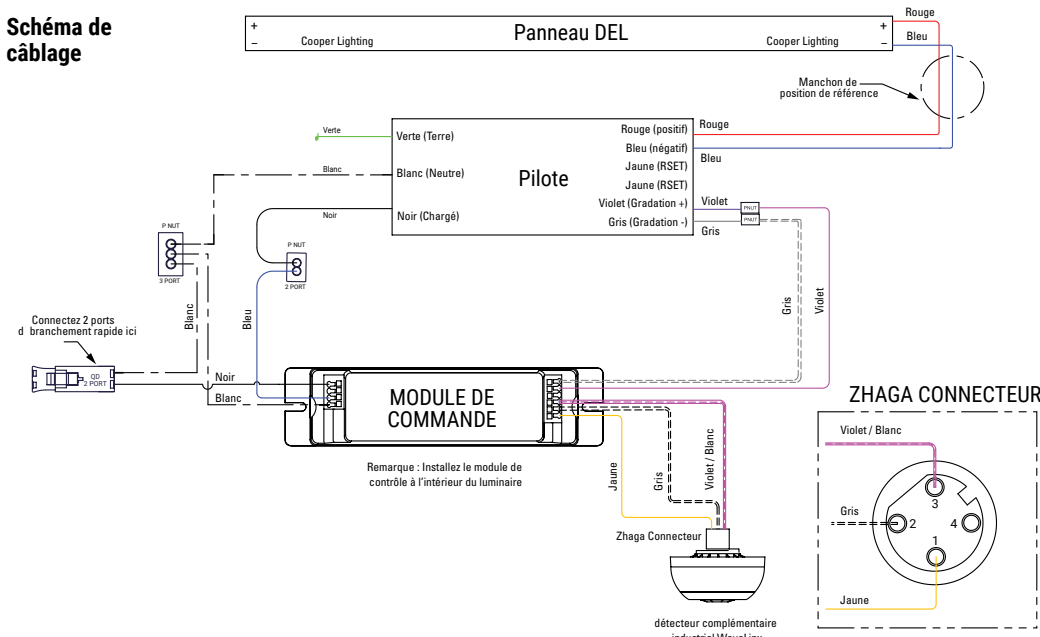 Schéma de
câblage
+
–
Cooper Lighting
Panneau DEL
Cooper Lighting
+
–
Rouge
Bleu
Manchon de
position de référence
Verte
Verte (Terre)
Blanc
Blanc (Neutre)
Noir
Noir (Chargé)
Pilote
Rouge (positif)
Bleu (négatif)
Jaune (RSET)
Jaune (RSET)
Violet (Gradation +)
Gris (Gradation -)
Rouge
Bleu
Violet
Gris
PNUT
PNUT
P NUT
3 PORT
P NUT
2 PORT
Blanc
Bleu
Gris
Violet
Connectez 2 ports
d branchement rapide ici
QD
2 PORT
Noir
Blanc
MODULE DE
COMMANDE
Remarque : Installez le module de
contrôle à l'intérieur du luminaire
Jaune
Gris
Violet / Blanc
Zhaga Connecteur
détecteur complémentaire
industriel WaveLinx
ZHAGA CONNECTEUR
Violet / Blanc
Gris
Jaune
3
2
4
1